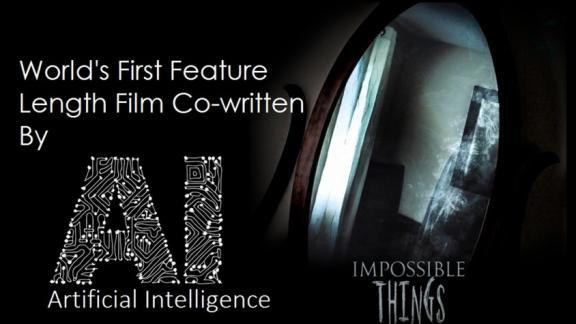 World's First Feature
Length Film Co-written
By
AI
Artificial Intelligence
IMPOSSIBLE
THINGS